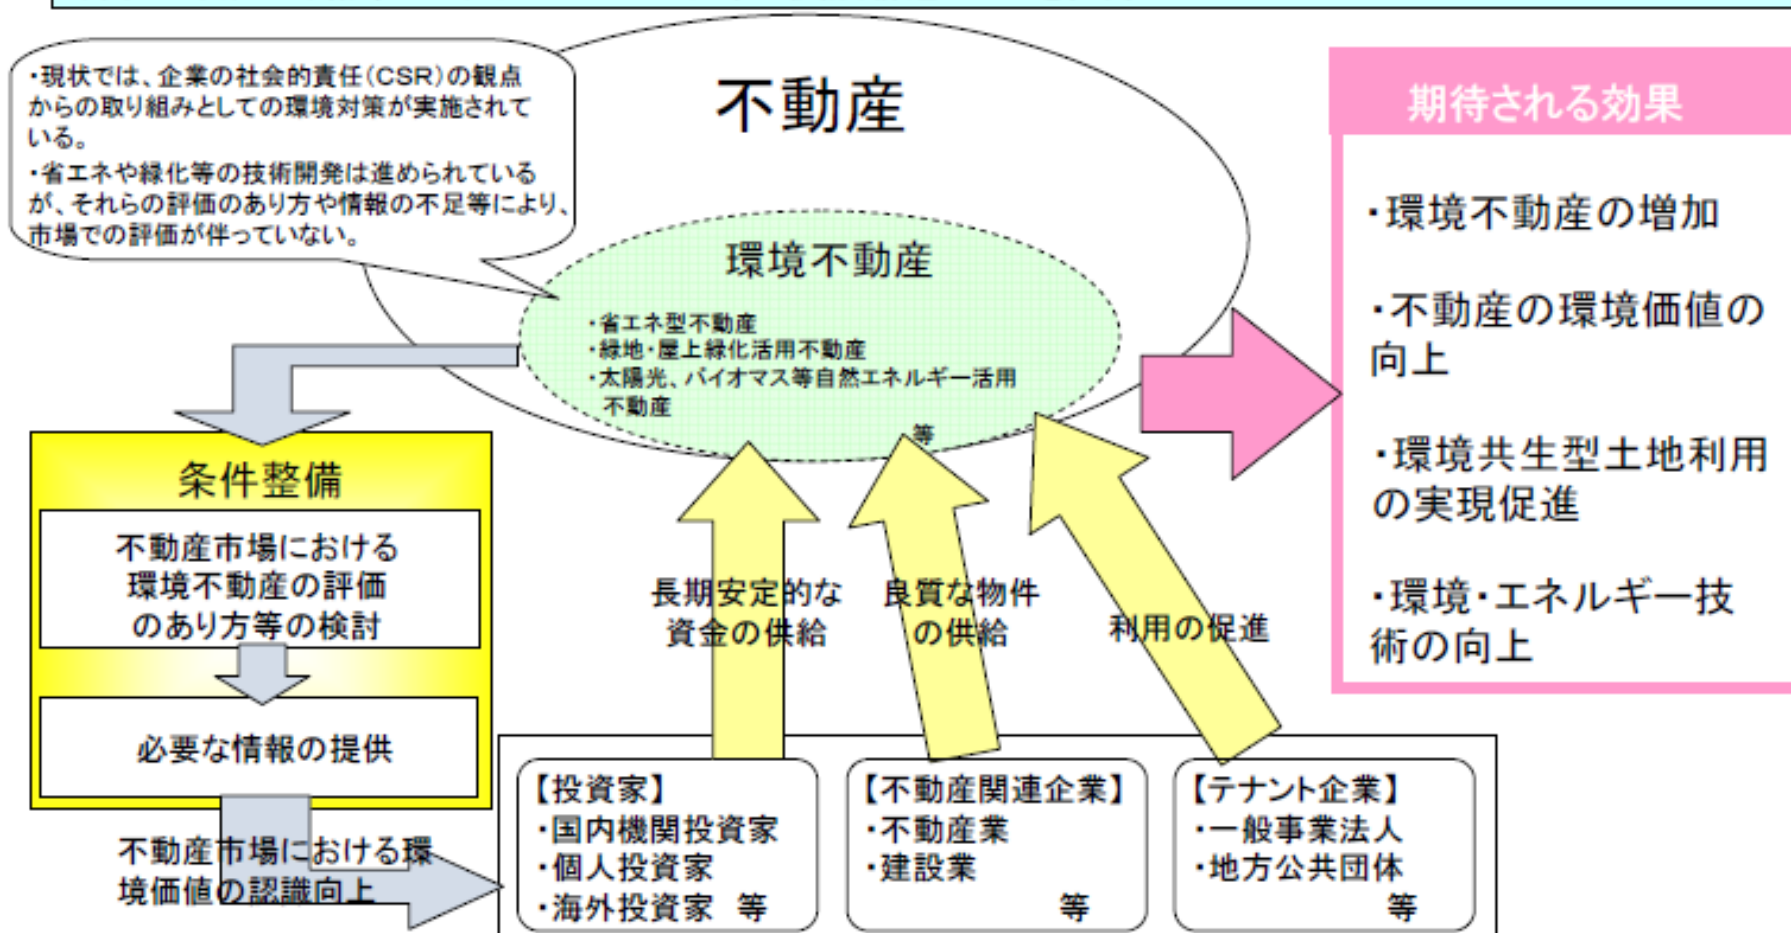 ・現状では、企業の社会的責任(CSR)の観点
からの取り組みとしての環境対策が実施されて
いる。
・省エネや緑化等の技術開発は進められている
が、それらの評価のあり方や情報の不足等により、
市場での評価が伴っていない。
不動産
環境不動産
・省エネ型不動産
・緑地・屋上緑化活用不動産
・太陽光、バイオマス等自然エネルギー活用
不動産
等
期待される効果
・環境不動産の増加
・不動産の環境価値の
向上
・環境共生型土地利用
の実現促進
・環境・エネルギー技
術の向上
条件整備
不動産市場における
環境不動産の評価
のあり方等の検討
必要な情報の提供
不動産市場における環
境価値の認識向上
長期安定的な
資金の供給
良質な物件
の供給
利用の促進
【投資家】
・国内機関投資家
・個人投資家
・海外投資家 等
【不動産関連企業】
・不動産業
・建設業
等
【テナント企業】
・一般事業法人
・地方公共団体
等